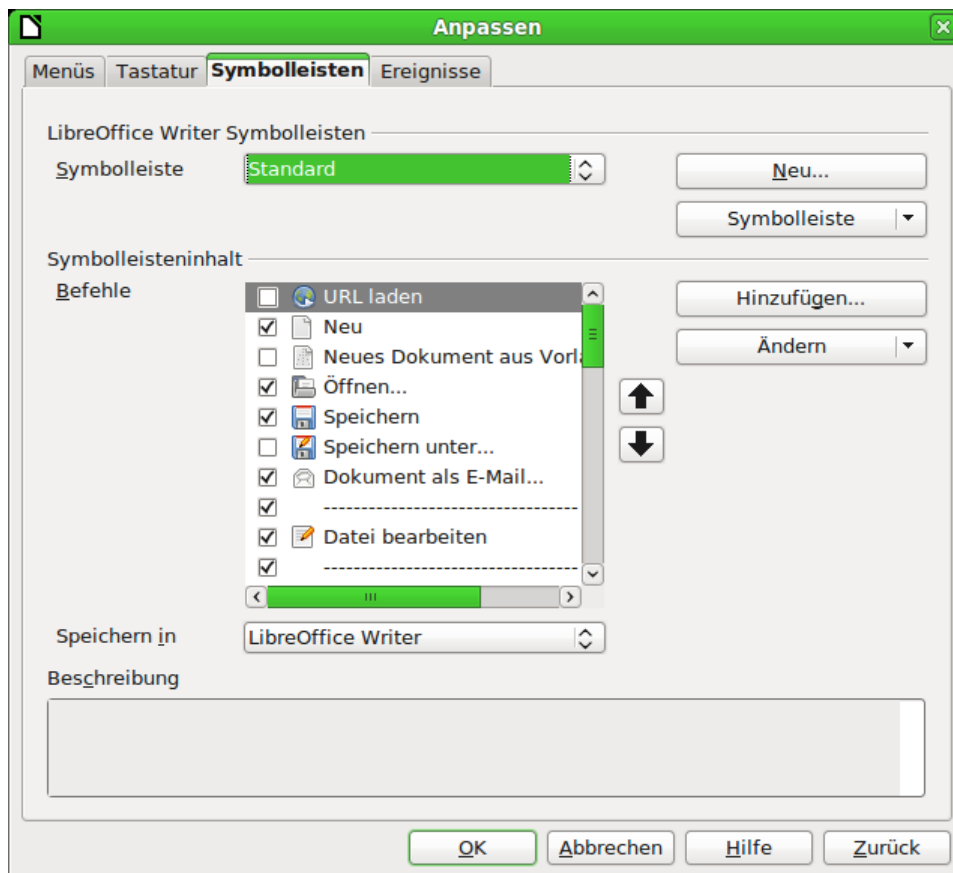 Anpassen
Menüs Tastatur Symbolleisten Ereignisse
LibreOffice Writer Symbolleisten
Symbolleiste Standard Neu...
Symbolleiste
Symbolleisteninhalt
Befehle URL laden Hinzufügen...
Neu
Neues Dokument aus Vorl
Ändern
Öffnen...
Speichern
Speichern unter...
Dokument als E-Mail...
---------------------------------
Datei bearbeiten
---------------------------------
Speichern in LibreOffice Writer
Beschreibung
OK Abbrechen Hilfe Zurück